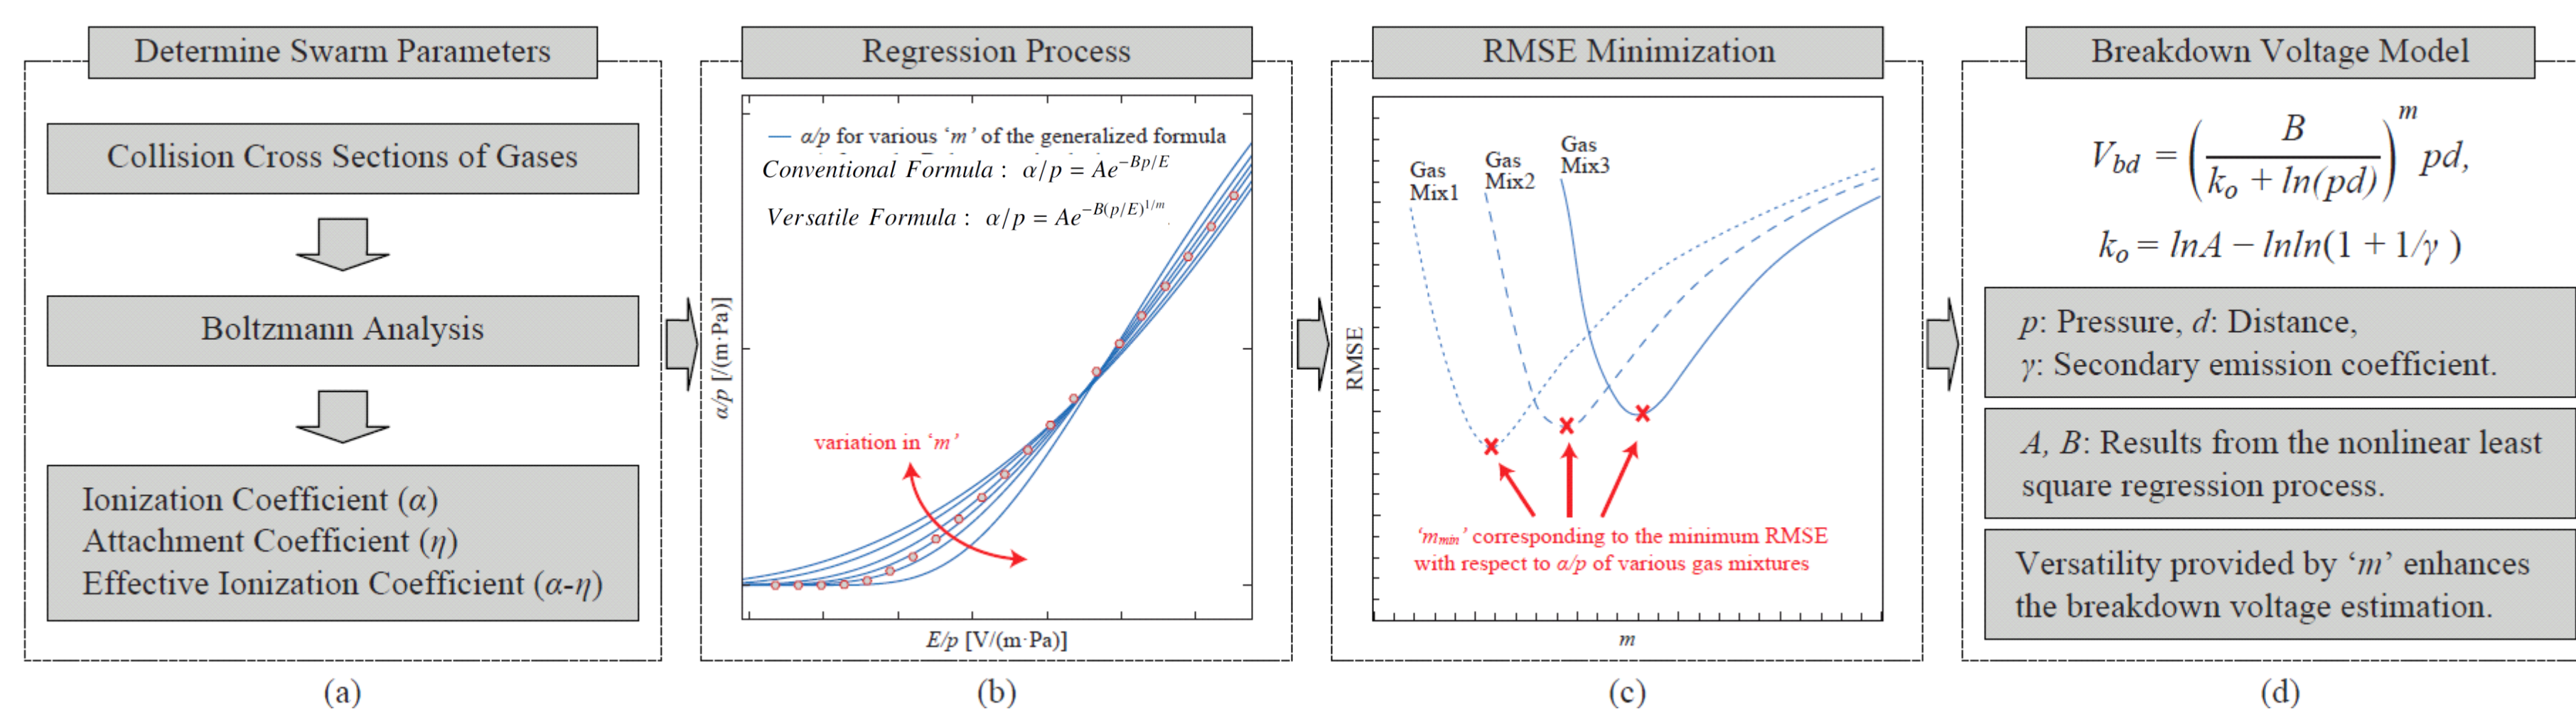 Determine Swarm Parameters
Collision Cross Sections of Gases
Boltzmann Analysis
Ionization Coefficient (α)
Attachment Coefficient (η)
Effective Ionization Coefficient (α-η)
(a)
Regression Process
α/p for various ‘m’ of the generalized formula
Conventional Formula : α/p = Ae^{−Bp/E}
Versatile Formula : α/p = Ae^{−B(p/E)^{1/m}}
variation in ‘m’
α/p [/(m·Pa)]
E/p [V/(m·Pa)]
(b)
RMSE Minimization
Gas
Mix1
Gas
Mix2
Gas
Mix3
RMSE
‘m_{min}’ corresponding to the minimum RMSE
with respect to α/p of various gas mixtures
m
(c)
Breakdown Voltage Model
V_{bd} = (B / (k_o + ln(pd)))^m pd,
k_o = lnA − lnln(1 + 1/γ )
p: Pressure, d: Distance,
γ: Secondary emission coefficient.
A, B: Results from the nonlinear least
square regression process.
Versatility provided by ‘m’ enhances
the breakdown voltage estimation.
(d)